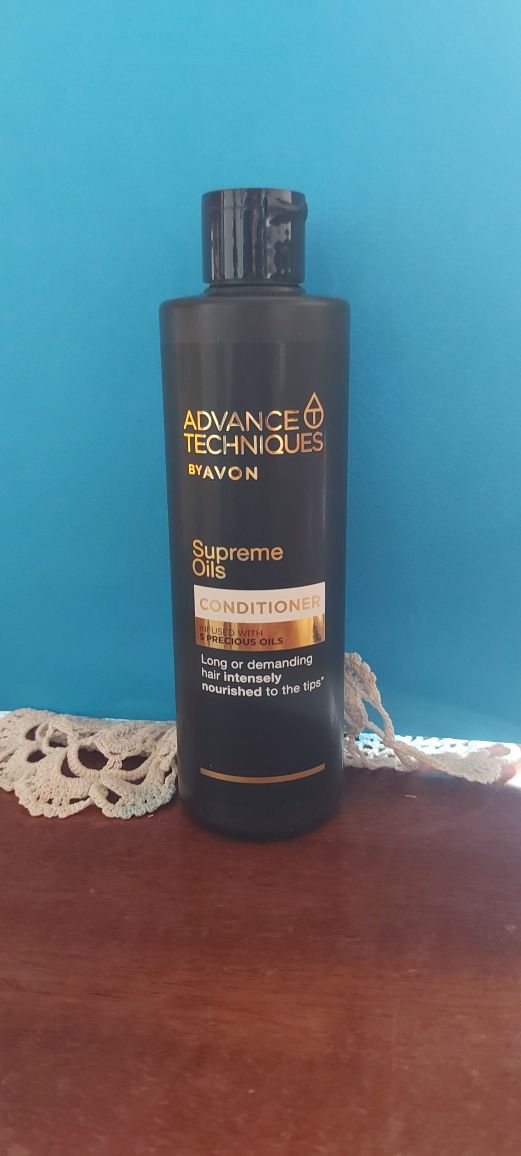 ADVANCE
TECHNIQUES
BY AVON
Supreme
Oils
CONDITIONER
INFUSED WITH
5 PRECIOUS OILS
Long or demanding
hair intensely
nourished to the tips*